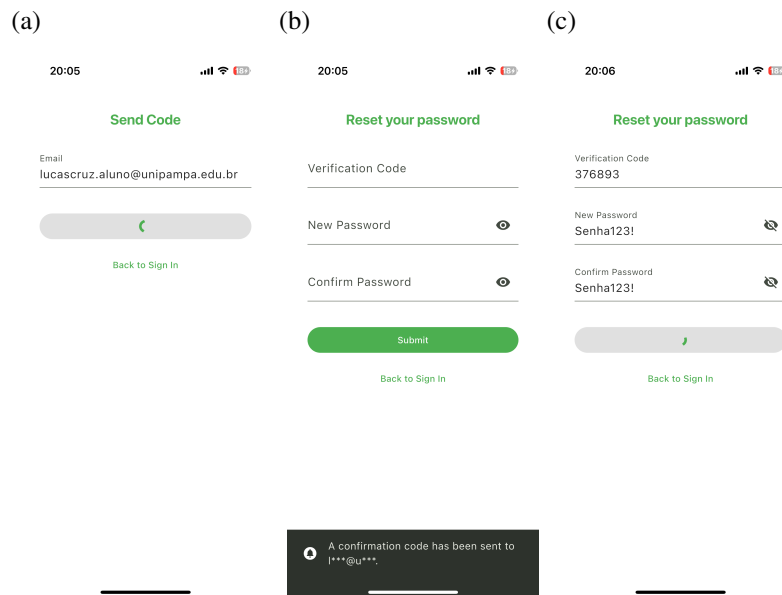 (a)
20:05
18+
Send Code
Email
lucascruz.aluno@unipampa.edu.br
Back to Sign In
(b)
20:05
18+
Reset your password
Verification Code
New Password
Confirm Password
Submit
Back to Sign In
A confirmation code has been sent to
l***@u***.
(c)
20:06
18+
Reset your password
Verification Code
376893
New Password
Senha123!
Confirm Password
Senha123!
Back to Sign In